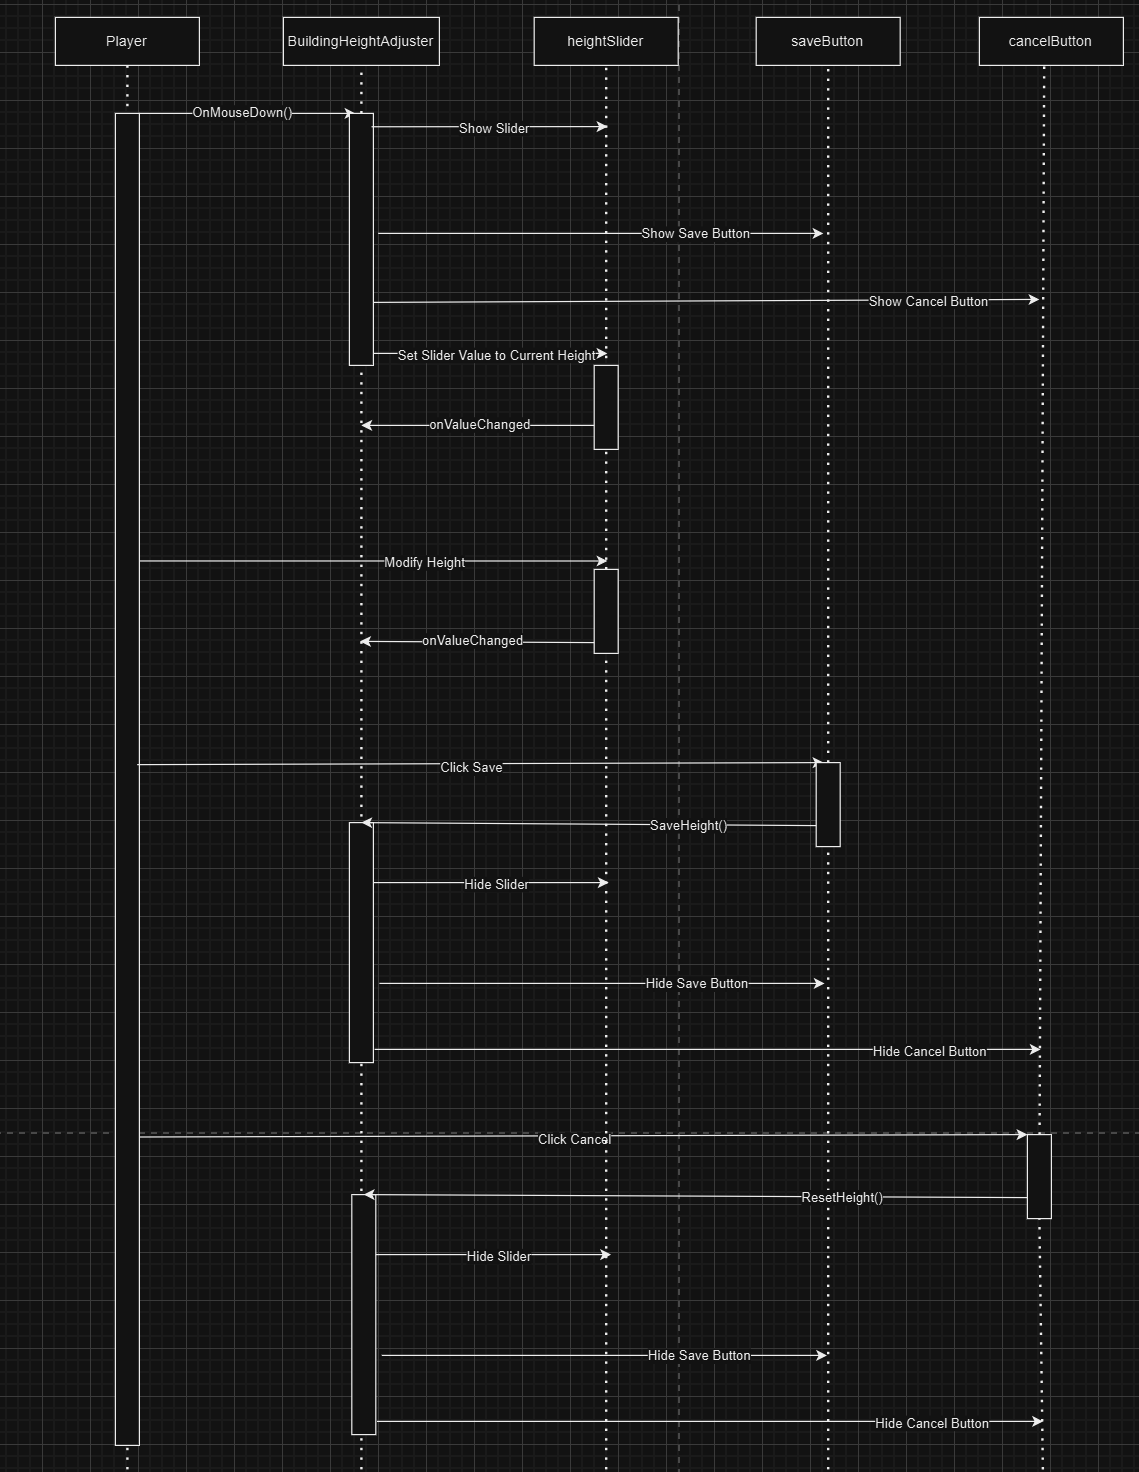 Player
BuildingHeightAdjuster
heightSlider
saveButton
cancelButton
OnMouseDown()
Show Slider
Show Save Button
Show Cancel Button
Set Slider Value to Current Height
onValueChanged
Modify Height
onValueChanged
Click Save
SaveHeight()
Hide Slider
Hide Save Button
Hide Cancel Button
Click Cancel
ResetHeight()
Hide Slider
Hide Save Button
Hide Cancel Button